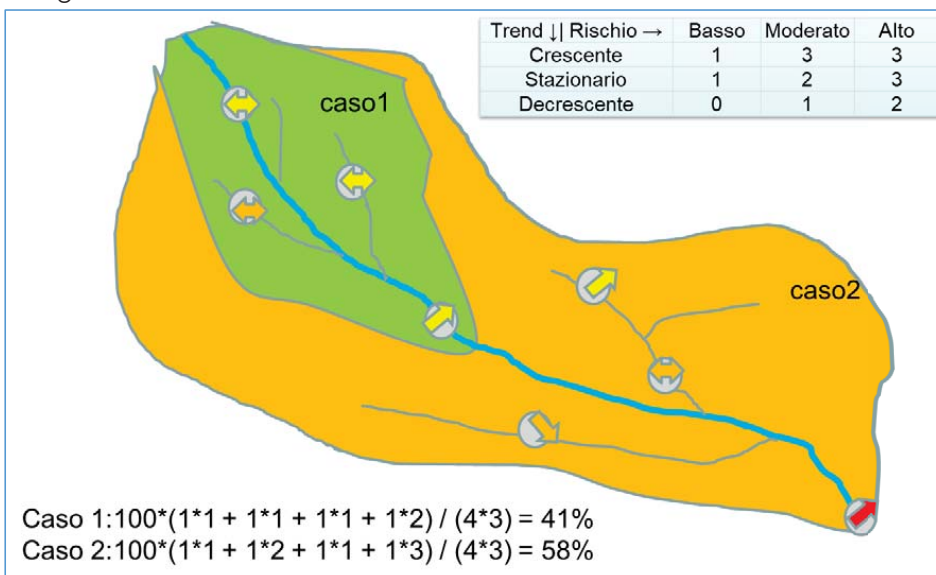 Trend ↓| Rischio → Basso Moderato Alto
Crescente 1 3 3
Stazionario 1 2 3
Decrescente 0 1 2
caso1
caso2
Caso 1:100*(1*1 + 1*1 + 1*1 + 1*2) / (4*3) = 41%
Caso 2:100*(1*1 + 1*2 + 1*1 + 1*3) / (4*3) = 58%